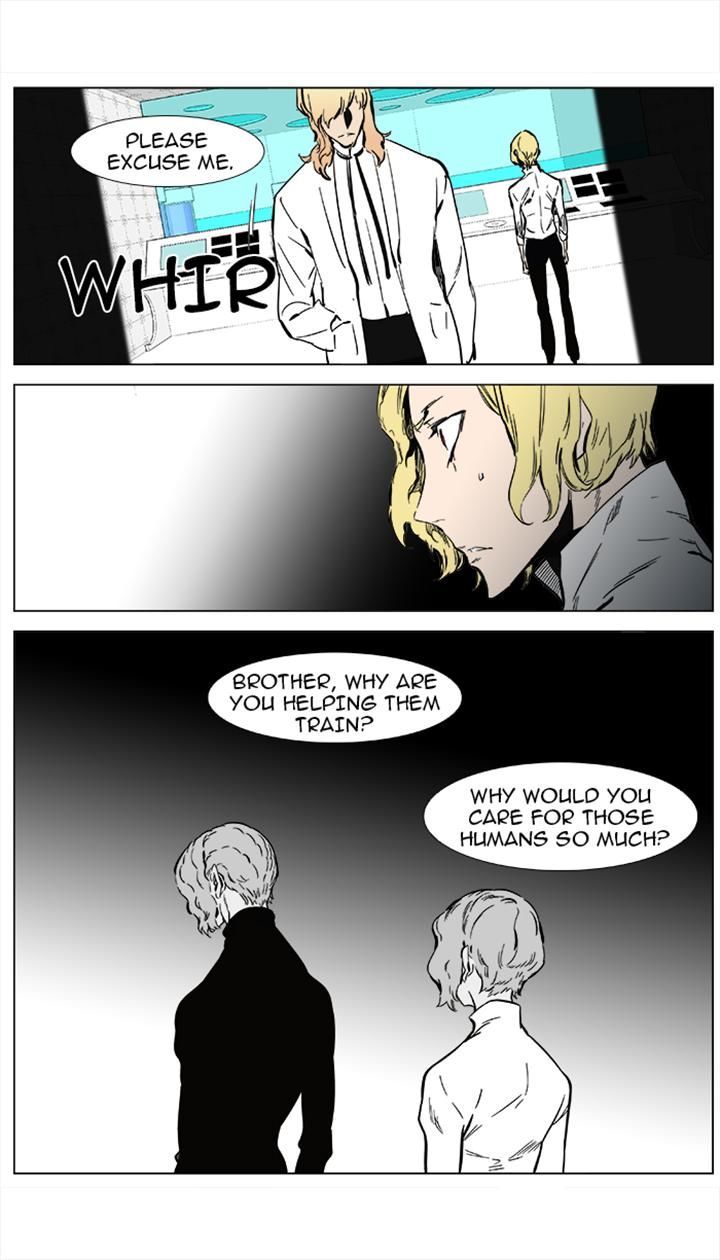 PLEASE
EXCUSE ME.
WHIR
BROTHER, WHY ARE
YOU HELPING THEM
TRAIN?
WHY WOULD YOU
CARE FOR THOSE
HUMANS SO MUCH?